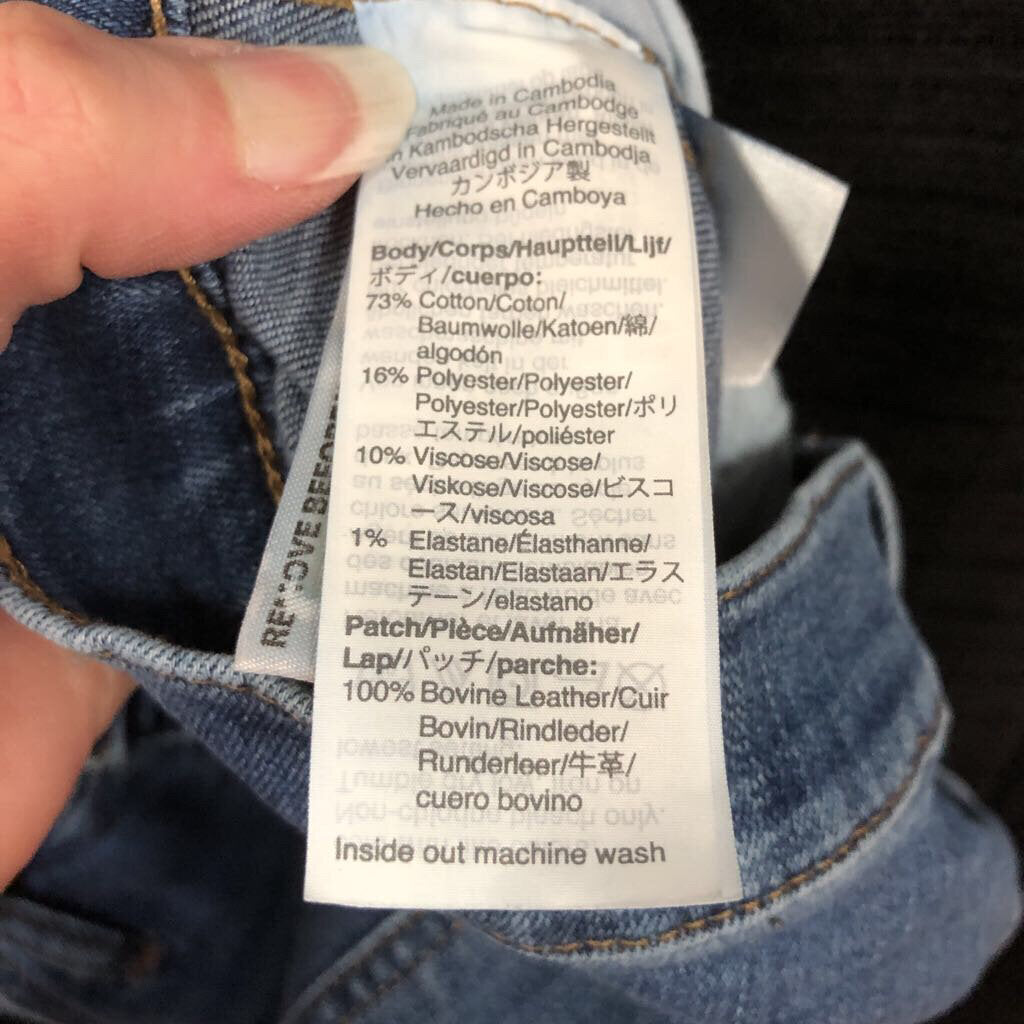 Made in Cambodia
Fabriqué au Cambodge
in Kambodscha Hergestellt
Vervaardigd in Cambodja
カンボジア製
Hecho en Camboya
Body/Corps/Hauptteil/Lijf/
ボディ/cuerpo:
73% Cotton/Coton/
Baumwolle/Katoen/綿/
algodón
16% Polyester/Polyester/
Polyester/Polyester/ポリ
エステル/poliéster
10% Viscose/Viscose/
Viskose/Viscose/ビスコ
ース/viscosa
1% Elastane/Élasthanne/
Elastan/Elastaan/エラス
テーン/elastano
Patch/Pièce/Aufnäher/
Lap//パッチ/parche:
100% Bovine Leather/Cuir
Bovin/Rindleder/
Runderleer/牛革/
cuero bovino
Inside out machine wash
REMOVE BEFORE